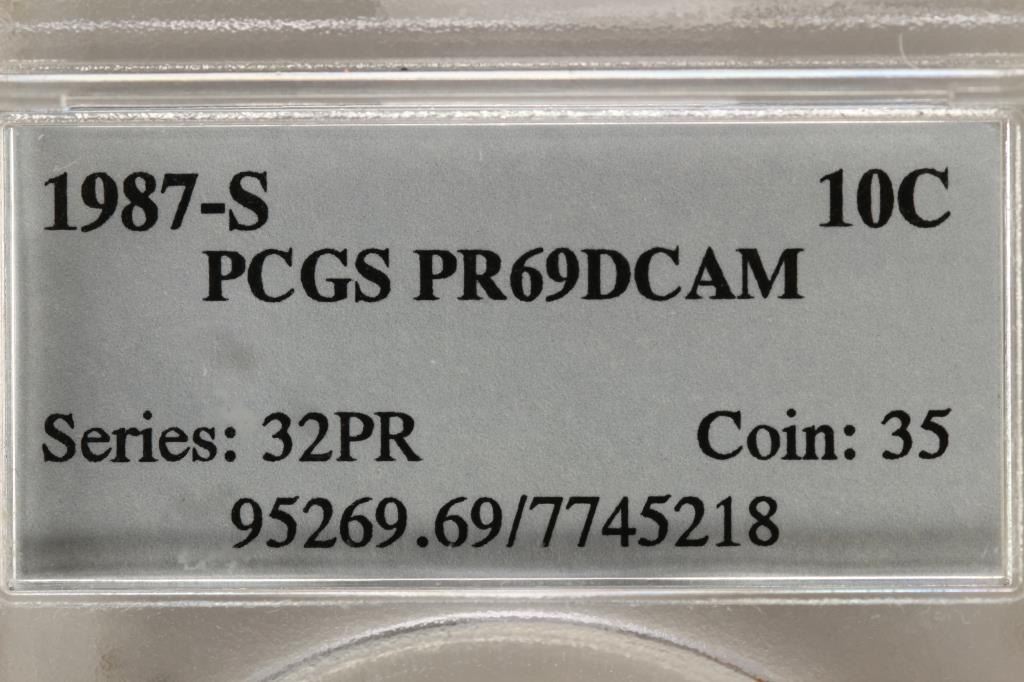 1987-S 10C
PCGS PR69DCAM
Series: 32PR Coin: 35
95269.69/7745218